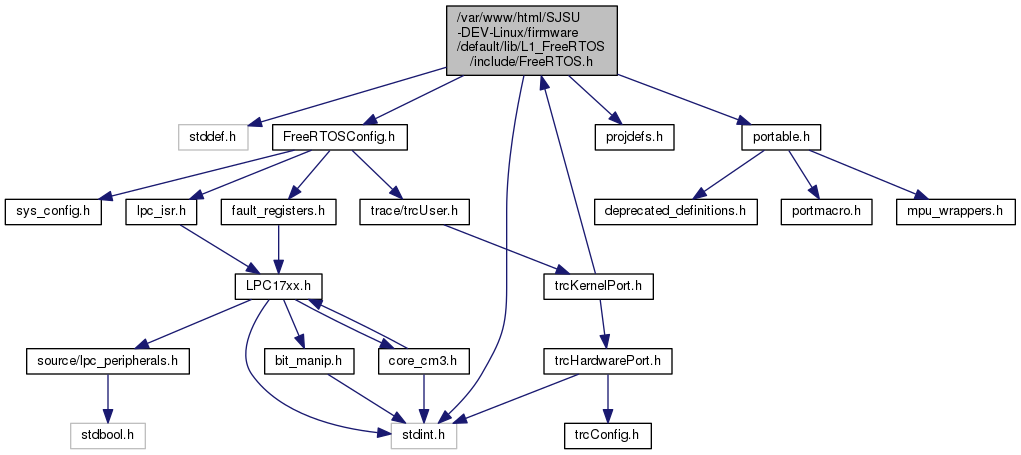 /var/www/html/SJSU
-DEV-Linux/firmware
/default/lib/L1_FreeRTOS
/include/FreeRTOS.h
stddef.h
FreeRTOSConfig.h
projdefs.h
portable.h
sys_config.h
lpc_isr.h
fault_registers.h
trace/trcUser.h
deprecated_definitions.h
portmacro.h
mpu_wrappers.h
LPC17xx.h
trcKernelPort.h
source/lpc_peripherals.h
bit_manip.h
core_cm3.h
trcHardwarePort.h
stdbool.h
stdint.h
trcConfig.h